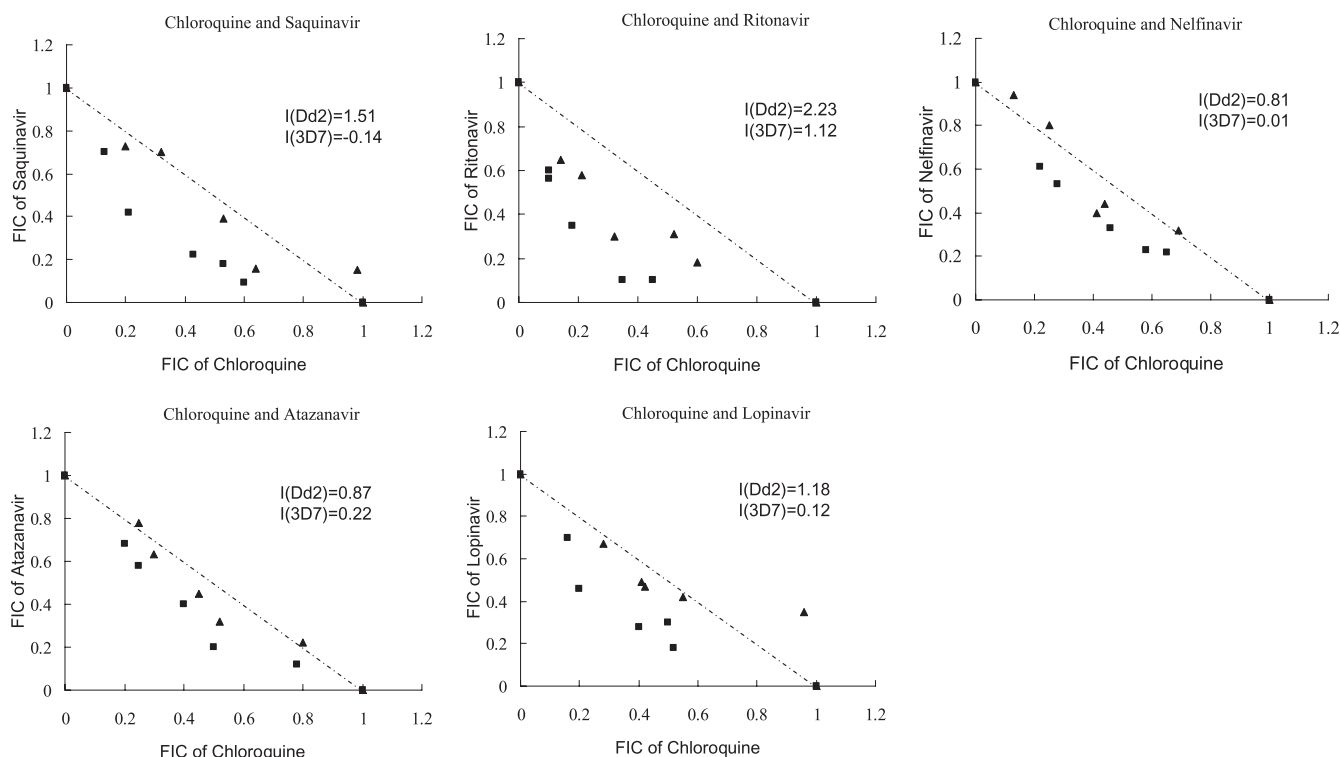 Chloroquine and Saquinavir
1.2
1
0.8
0.6
0.4
0.2
0
FIC of Saquinavir
I(Dd2)=1.51
I(3D7)=-0.14
0 0.2 0.4 0.6 0.8 1 1.2
FIC of Chloroquine
Chloroquine and Ritonavir
1.2
1
0.8
0.6
0.4
0.2
0
FIC of Ritonavir
I(Dd2)=2.23
I(3D7)=1.12
0 0.2 0.4 0.6 0.8 1 1.2
FIC of Chloroquine
Chloroquine and Nelfinavir
1.2
1
0.8
0.6
0.4
0.2
0
FIC of Nelfinavir
I(Dd2)=0.81
I(3D7)=0.01
0 0.2 0.4 0.6 0.8 1 1.2
FIC of Chloroquine
Chloroquine and Atazanavir
1.2
1
0.8
0.6
0.4
0.2
0
FIC of Atazanavir
I(Dd2)=0.87
I(3D7)=0.22
0 0.2 0.4 0.6 0.8 1 1.2
FIC of Chloroquine
Chloroquine and Lopinavir
1.2
1
0.8
0.6
0.4
0.2
0
FIC of Lopinavir
I(Dd2)=1.18
I(3D7)=0.12
0 0.2 0.4 0.6 0.8 1 1.2
FIC of Chloroquine